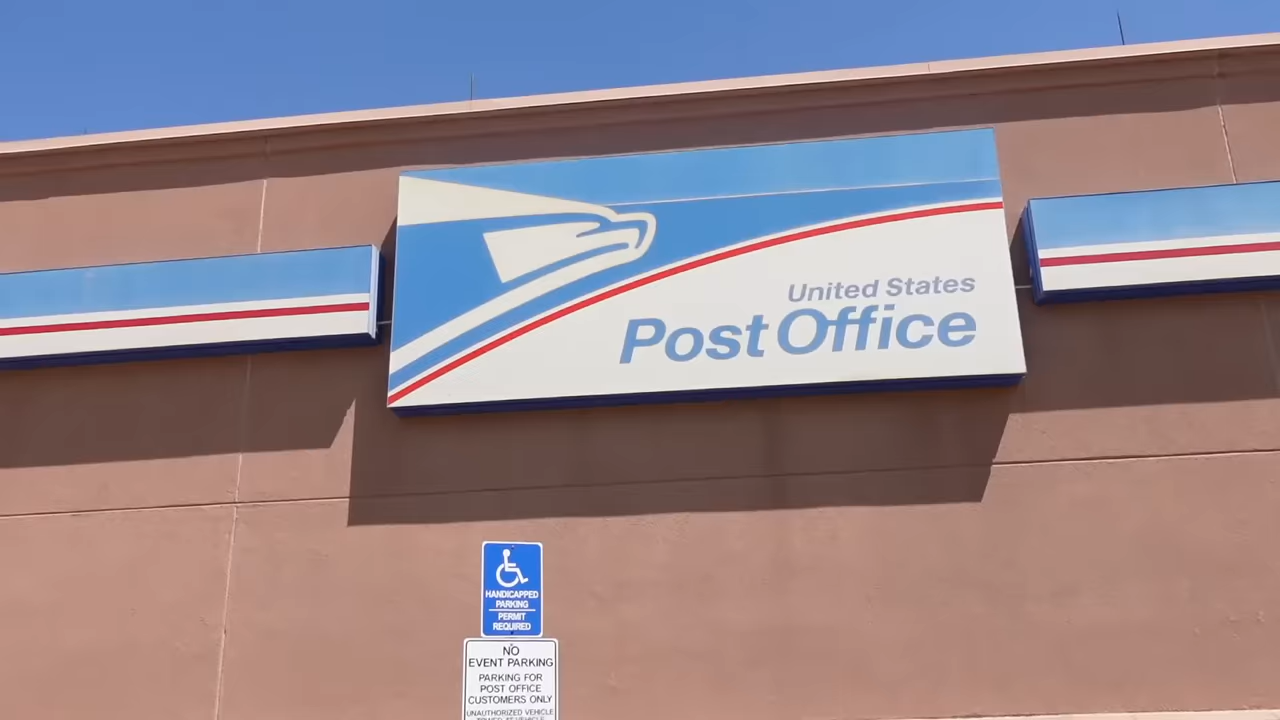 United States
Post Office
HANDICAPPED
PARKING
PERMIT
REQUIRED
NO
EVENT PARKING
PARKING FOR
POST OFFICE
CUSTOMERS ONLY
UNAUTHORIZED VEHICLE